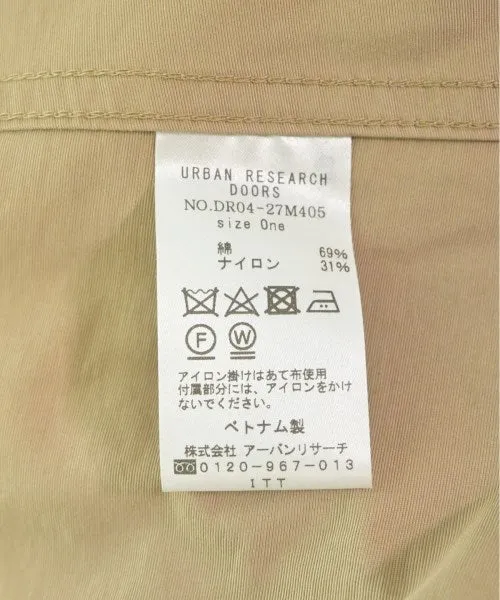 URBAN RESEARCH
DOORS
NO.DR04-27M405
size One
綿 69%
ナイロン 31%
F W
アイロン掛けはあて布使用
付属部分には、アイロンをかけ
ないでください。
ベトナム製
株式会社 アーバンリサーチ
0120-967-013
1TT